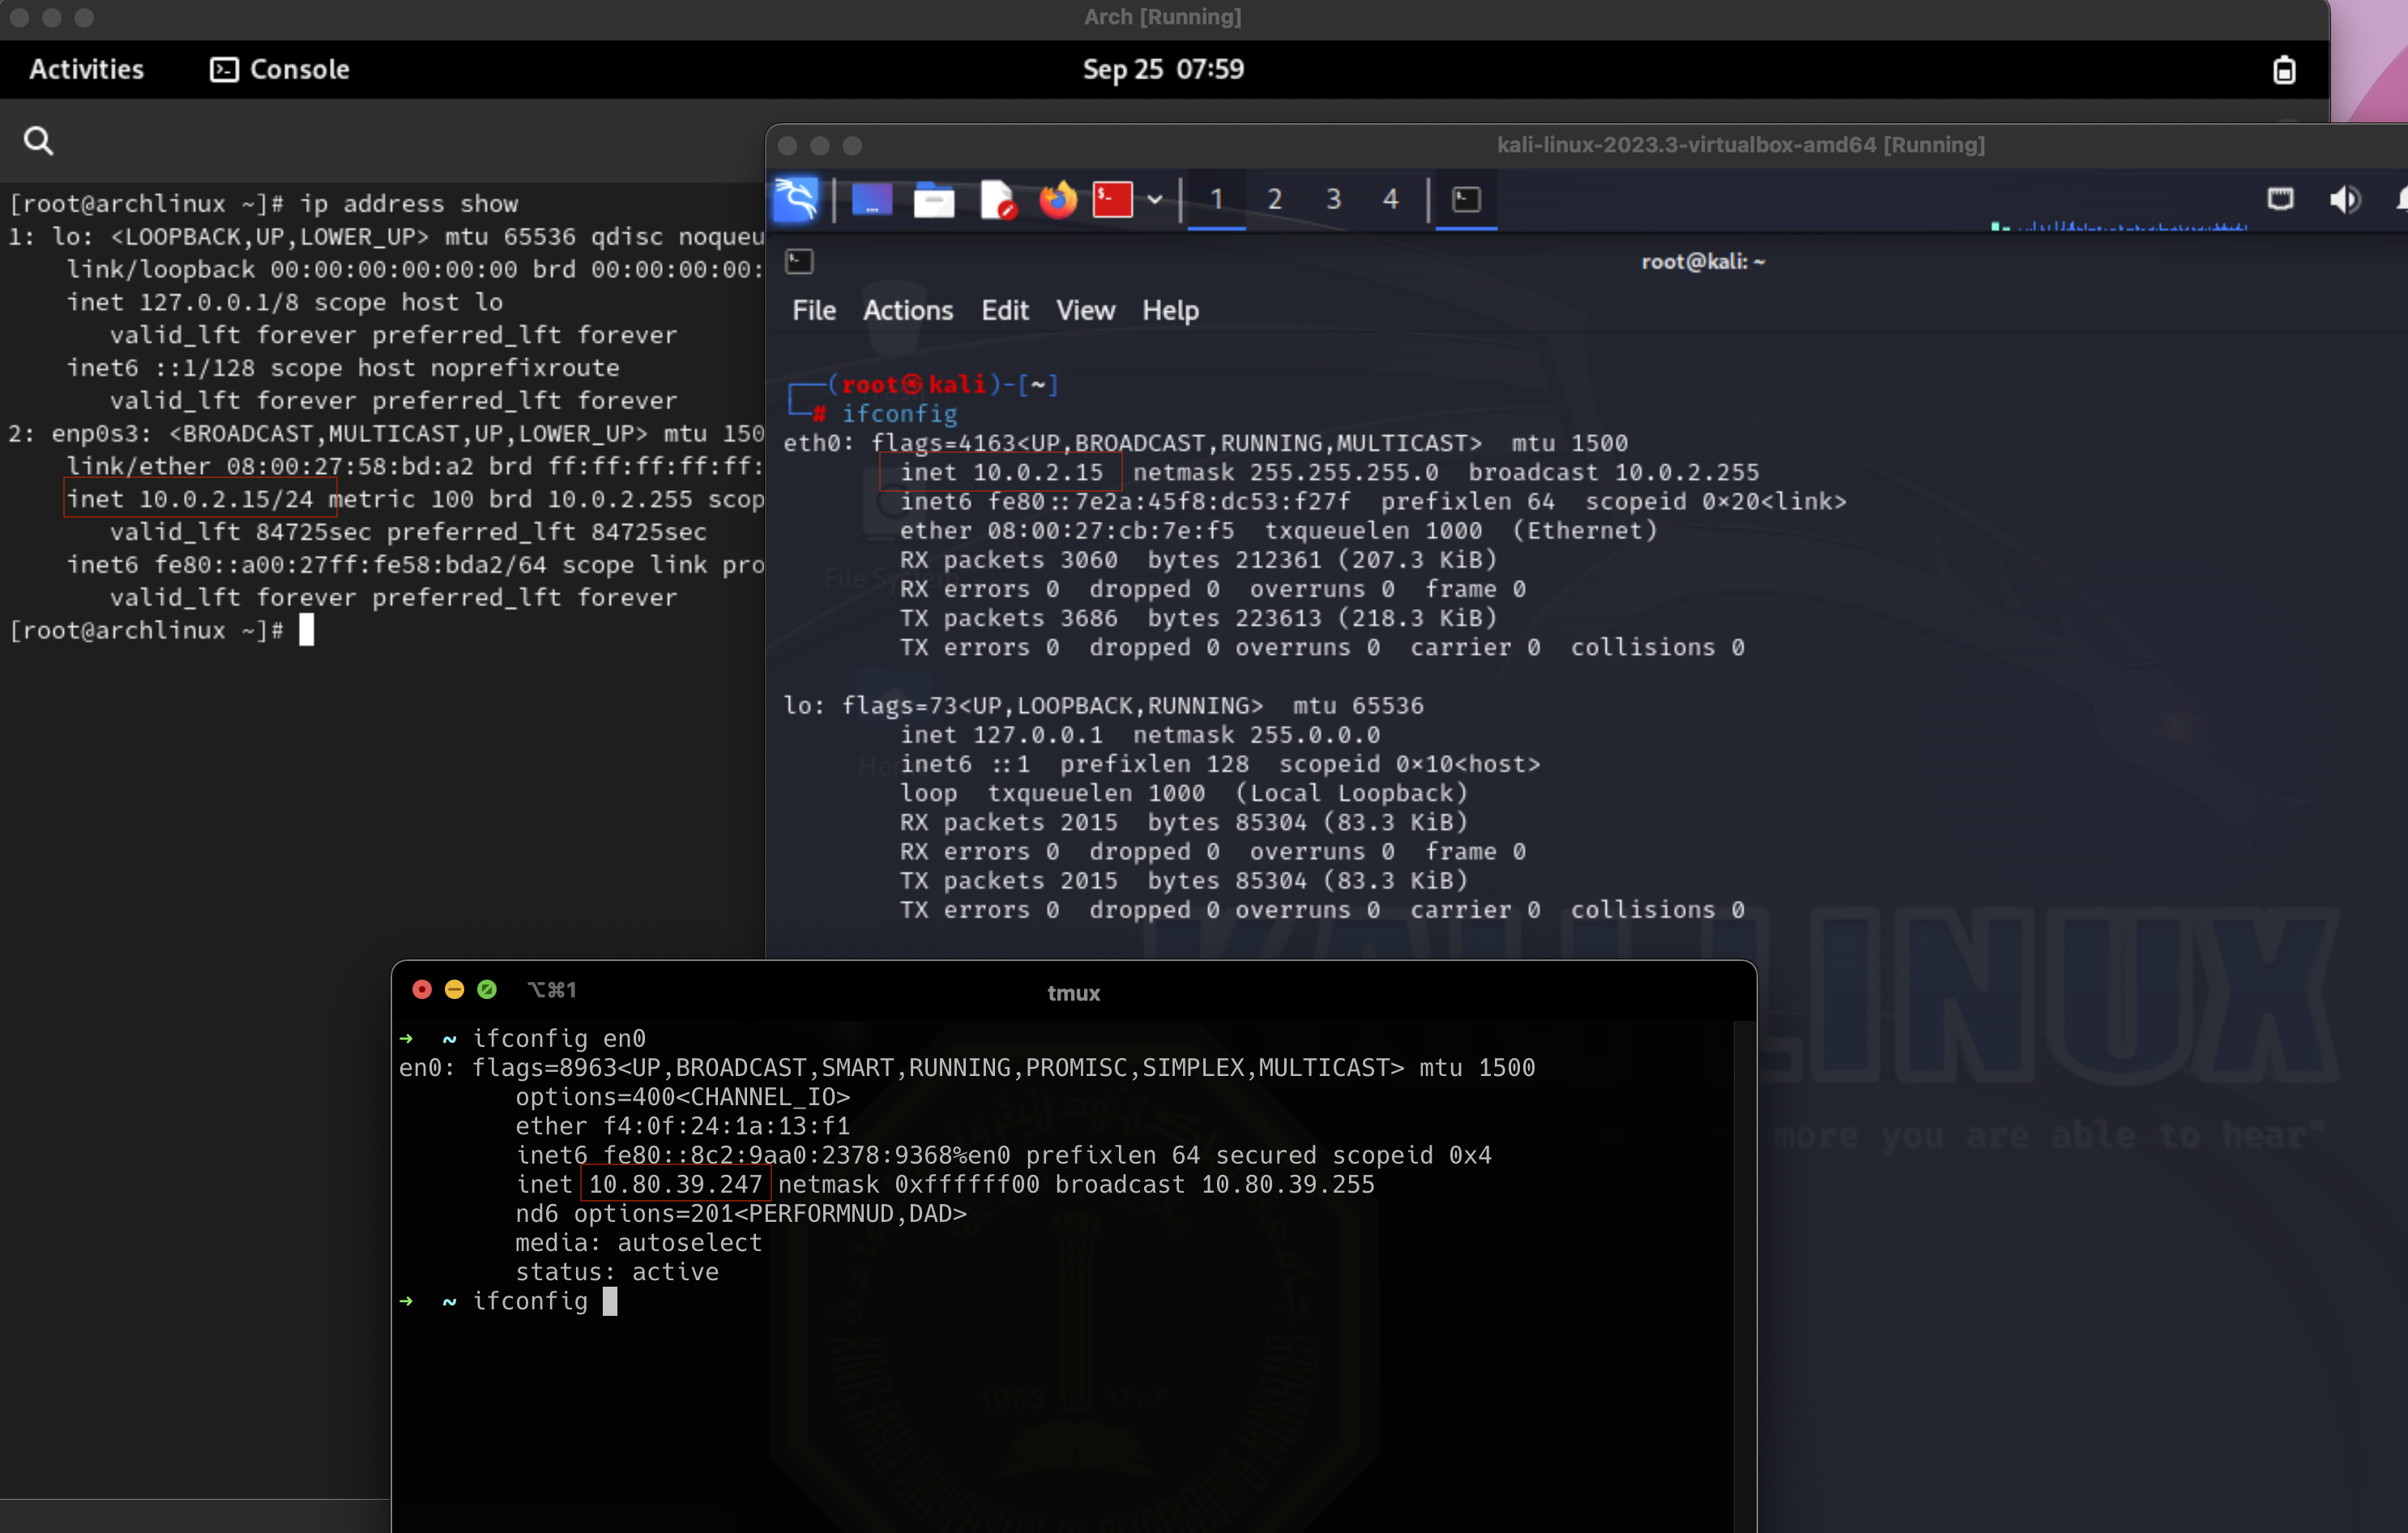 Arch [Running]
Activities Console Sep 25 07:59
[root@archlinux ~]# ip address show
1: lo: <LOOPBACK,UP,LOWER_UP> mtu 65536 qdisc noqueu
link/loopback 00:00:00:00:00:00 brd 00:00:00:00:
inet 127.0.0.1/8 scope host lo
valid_lft forever preferred_lft forever
inet6 ::1/128 scope host noprefixroute
valid_lft forever preferred_lft forever
2: enp0s3: <BROADCAST,MULTICAST,UP,LOWER_UP> mtu 150
link/ether 08:00:27:58:bd:a2 brd ff:ff:ff:ff:ff:
inet 10.0.2.15/24 metric 100 brd 10.0.2.255 scop
valid_lft 84725sec preferred_lft 84725sec
inet6 fe80::a00:27ff:fe58:bda2/64 scope link pro
valid_lft forever preferred_lft forever
[root@archlinux ~]#
kali-linux-2023.3-virtualbox-amd64 [Running]
1 2 3 4
root@kali: ~
File Actions Edit View Help
┌──(root㉿kali)-[~]
└─# ifconfig
eth0: flags=4163<UP,BROADCAST,RUNNING,MULTICAST> mtu 1500
inet 10.0.2.15 netmask 255.255.255.0 broadcast 10.0.2.255
inet6 fe80::7e2a:45f8:dc53:f27f prefixlen 64 scopeid 0×20<link>
ether 08:00:27:cb:7e:f5 txqueuelen 1000 (Ethernet)
RX packets 3060 bytes 212361 (207.3 KiB)
RX errors 0 dropped 0 overruns 0 frame 0
TX packets 3686 bytes 223613 (218.3 KiB)
TX errors 0 dropped 0 overruns 0 carrier 0 collisions 0
lo: flags=73<UP,LOOPBACK,RUNNING> mtu 65536
inet 127.0.0.1 netmask 255.0.0.0
inet6 ::1 prefixlen 128 scopeid 0×10<host>
loop txqueuelen 1000 (Local Loopback)
RX packets 2015 bytes 85304 (83.3 KiB)
RX errors 0 dropped 0 overruns 0 frame 0
TX packets 2015 bytes 85304 (83.3 KiB)
TX errors 0 dropped 0 overruns 0 carrier 0 collisions 0
File System
KALI LINUX
more you are able to hear"
⌥⌘1 tmux
➜ ~ ifconfig en0
en0: flags=8963<UP,BROADCAST,SMART,RUNNING,PROMISC,SIMPLEX,MULTICAST> mtu 1500
options=400<CHANNEL_IO>
ether f4:0f:24:1a:13:f1
inet6 fe80::8c2:9aa0:2378:9368%en0 prefixlen 64 secured scopeid 0x4
inet 10.80.39.247 netmask 0xffffff00 broadcast 10.80.39.255
nd6 options=201<PERFORMNUD,DAD>
media: autoselect
status: active
➜ ~ ifconfig
1963 ١٣٨٣
KING FAHD UNIVERSITY OF PETROLEUM & MINERALS